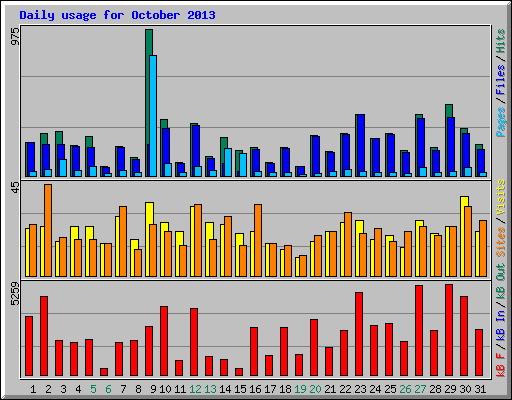 Daily usage for October 2013
975
Pages / Files / Hits
45
Sites / Visits
5259
kB F / kB In / kB Out
1 2 3 4 5 6 7 8 9 10 11 12 13 14 15 16 17 18 19 20 21 22 23 24 25 26 27 28 29 30 31